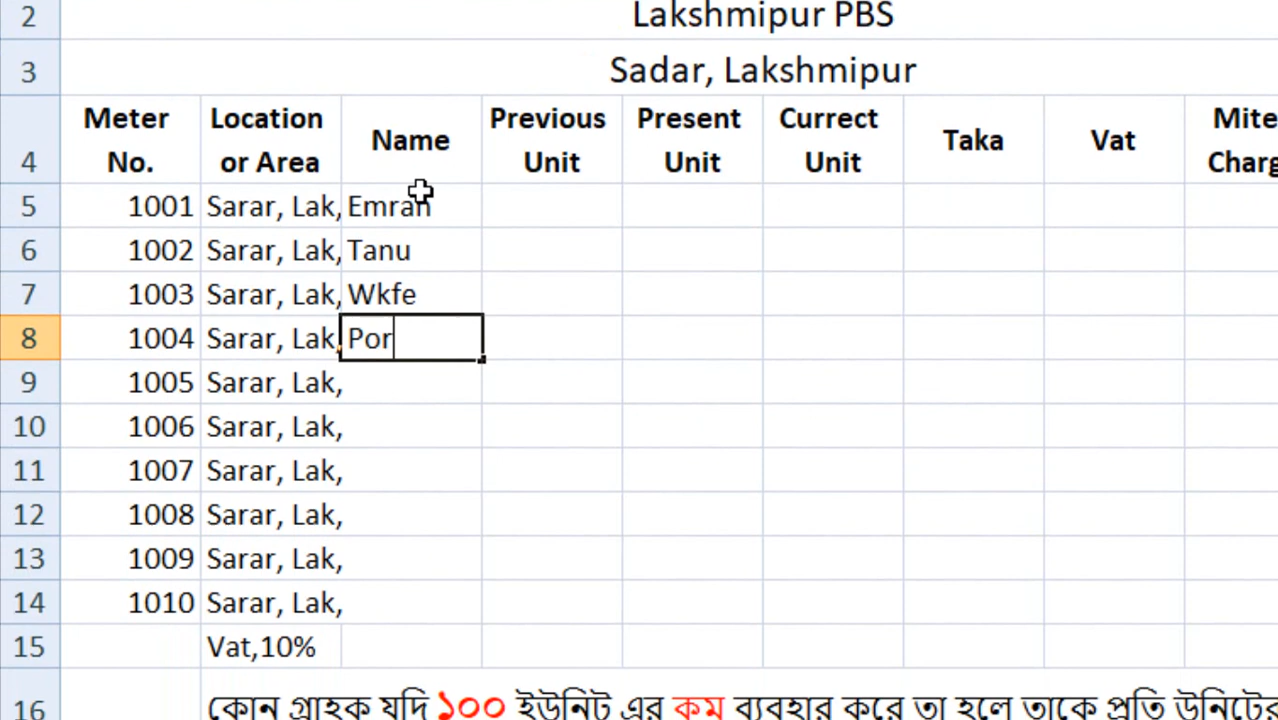 2 Lakshmipur PBS
3 Sadar, Lakshmipur
4 Meter No. Location or Area Name Previous Unit Present Unit Currect Unit Taka Vat
5 1001 Sarar, Lak, Emran
6 1002 Sarar, Lak, Tanu
7 1003 Sarar, Lak, Wkfe
8 1004 Sarar, Lak, Por
9 1005 Sarar, Lak,
10 1006 Sarar, Lak,
11 1007 Sarar, Lak,
12 1008 Sarar, Lak,
13 1009 Sarar, Lak,
14 1010 Sarar, Lak,
15 Vat,10%
16 কোন গ্রাহক যদি ১০০ ইউনিট এর কম ব্যবহার করে তা হলে তাকে প্রতি